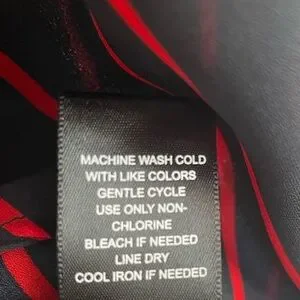 MACHINE WASH COLD
WITH LIKE COLORS
GENTLE CYCLE
USE ONLY NON-
CHLORINE
BLEACH IF NEEDED
LINE DRY
COOL IRON IF NEEDED